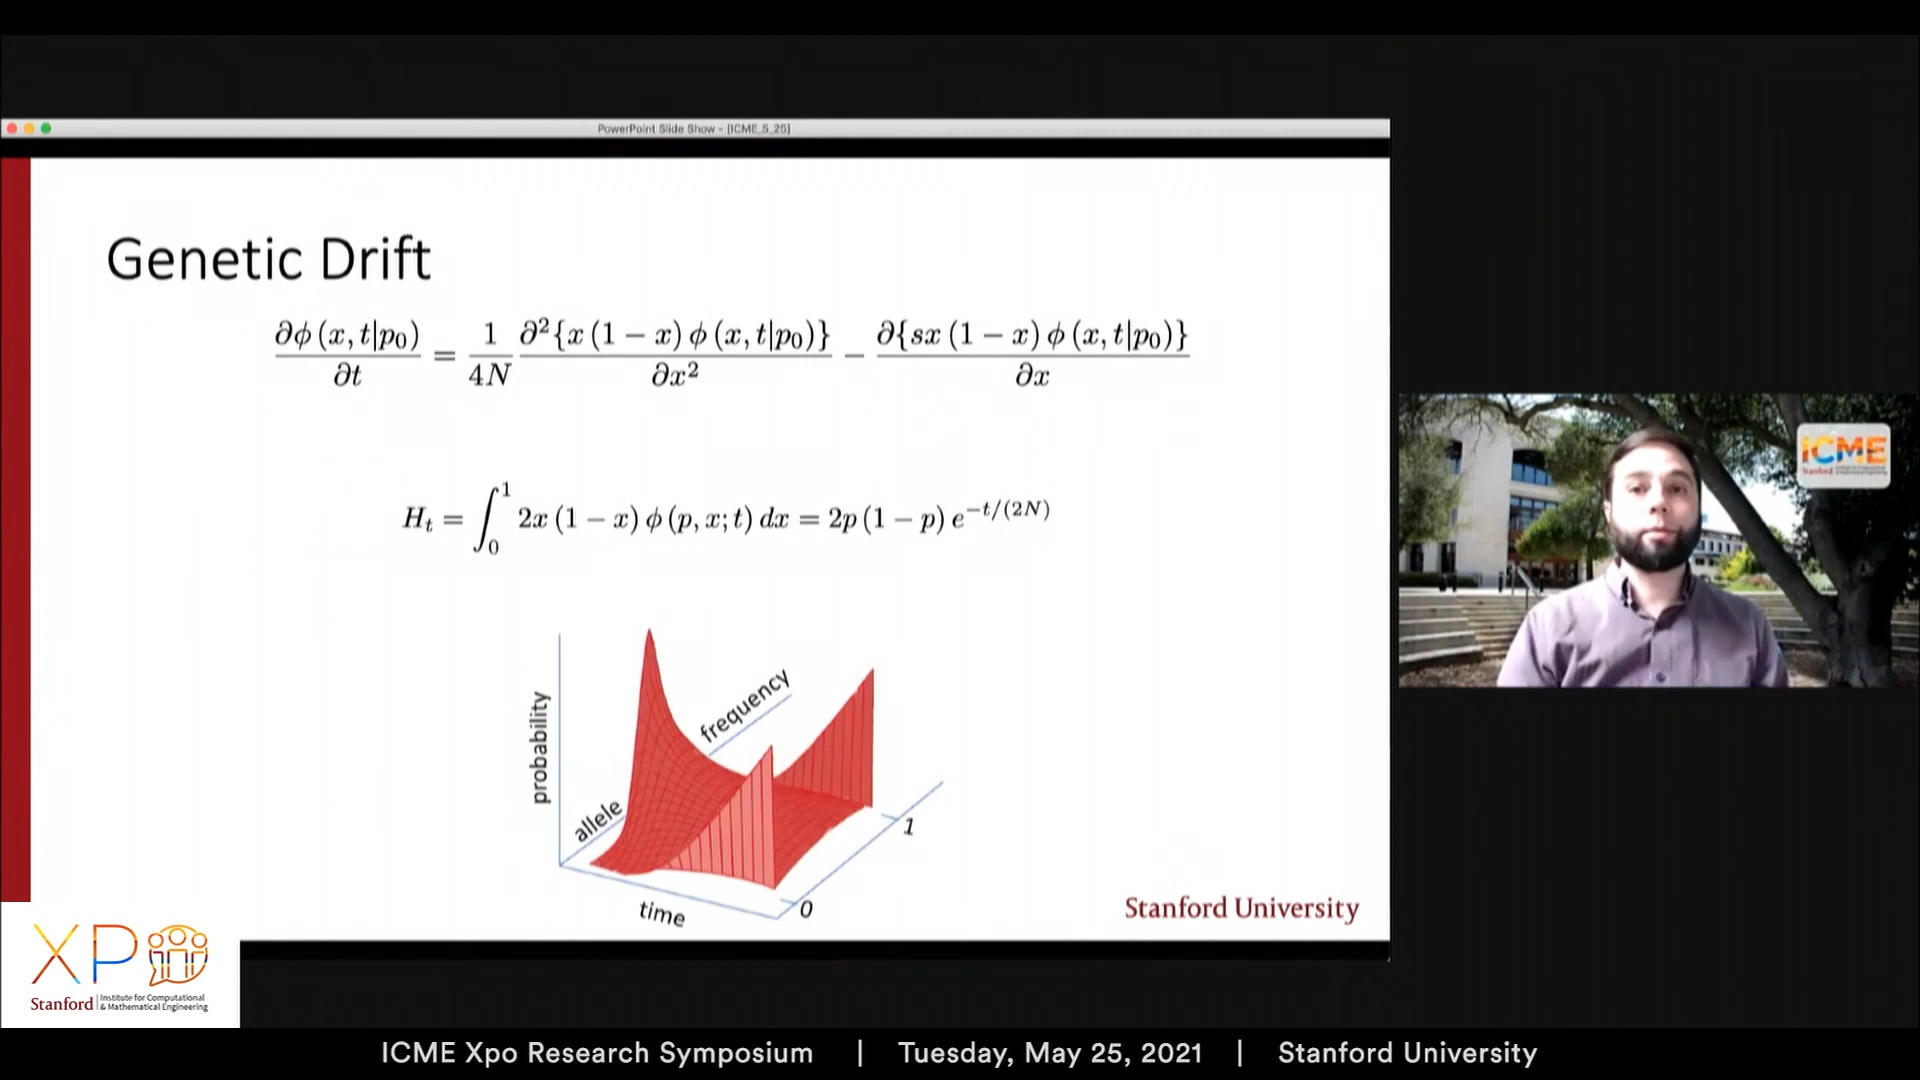 PowerPoint Slide Show - [ICME_5_25]
Genetic Drift
∂ϕ(x, t|p₀)/∂t = 1/4N ∂²{x(1 − x)ϕ(x, t|p₀)}/∂x² − ∂{sx(1 − x)ϕ(x, t|p₀)}/∂x
Hₜ = ∫₀¹ 2x(1 − x)ϕ(p, x; t) dx = 2p(1 − p)e^{−t/(2N)}
probability
allele
frequency
time
0
1
Stanford University
ICME
Stanford
XPO
Stanford
Institute for Computational
& Mathematical Engineering
ICME Xpo Research Symposium | Tuesday, May 25, 2021 | Stanford University